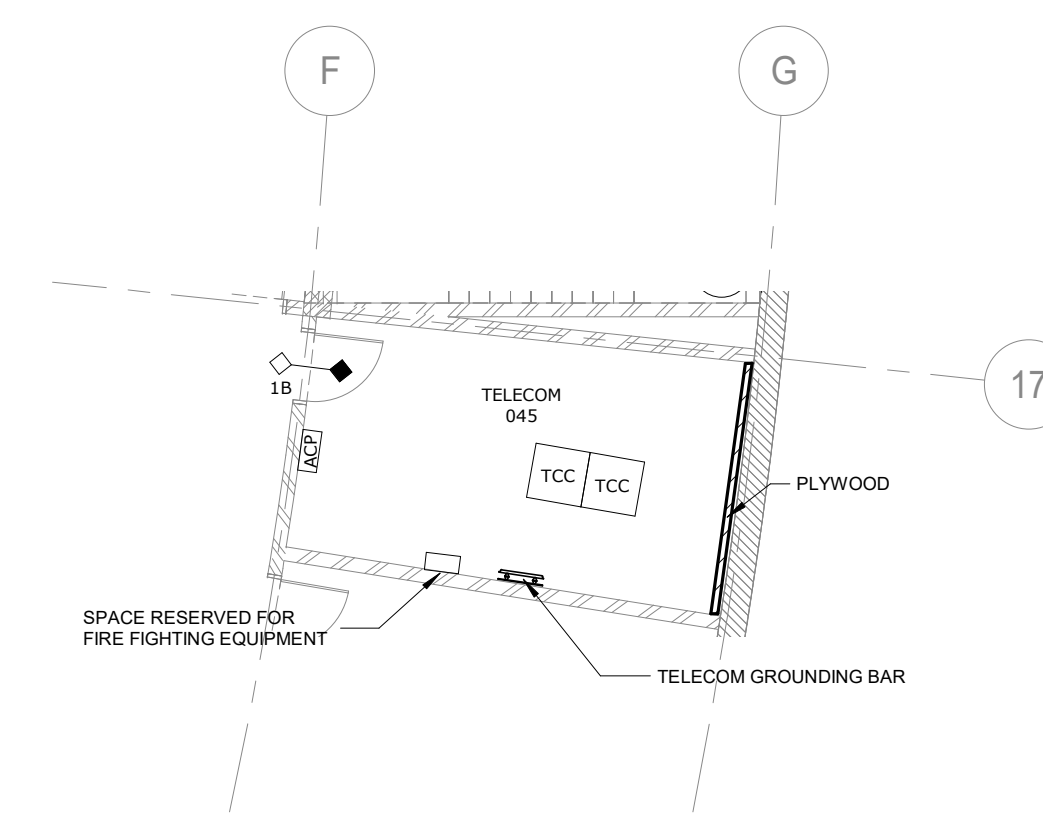 F
G
17
1B
TELECOM
045
ACP
TCC
TCC
PLYWOOD
SPACE RESERVED FOR
FIRE FIGHTING EQUIPMENT
TELECOM GROUNDING BAR